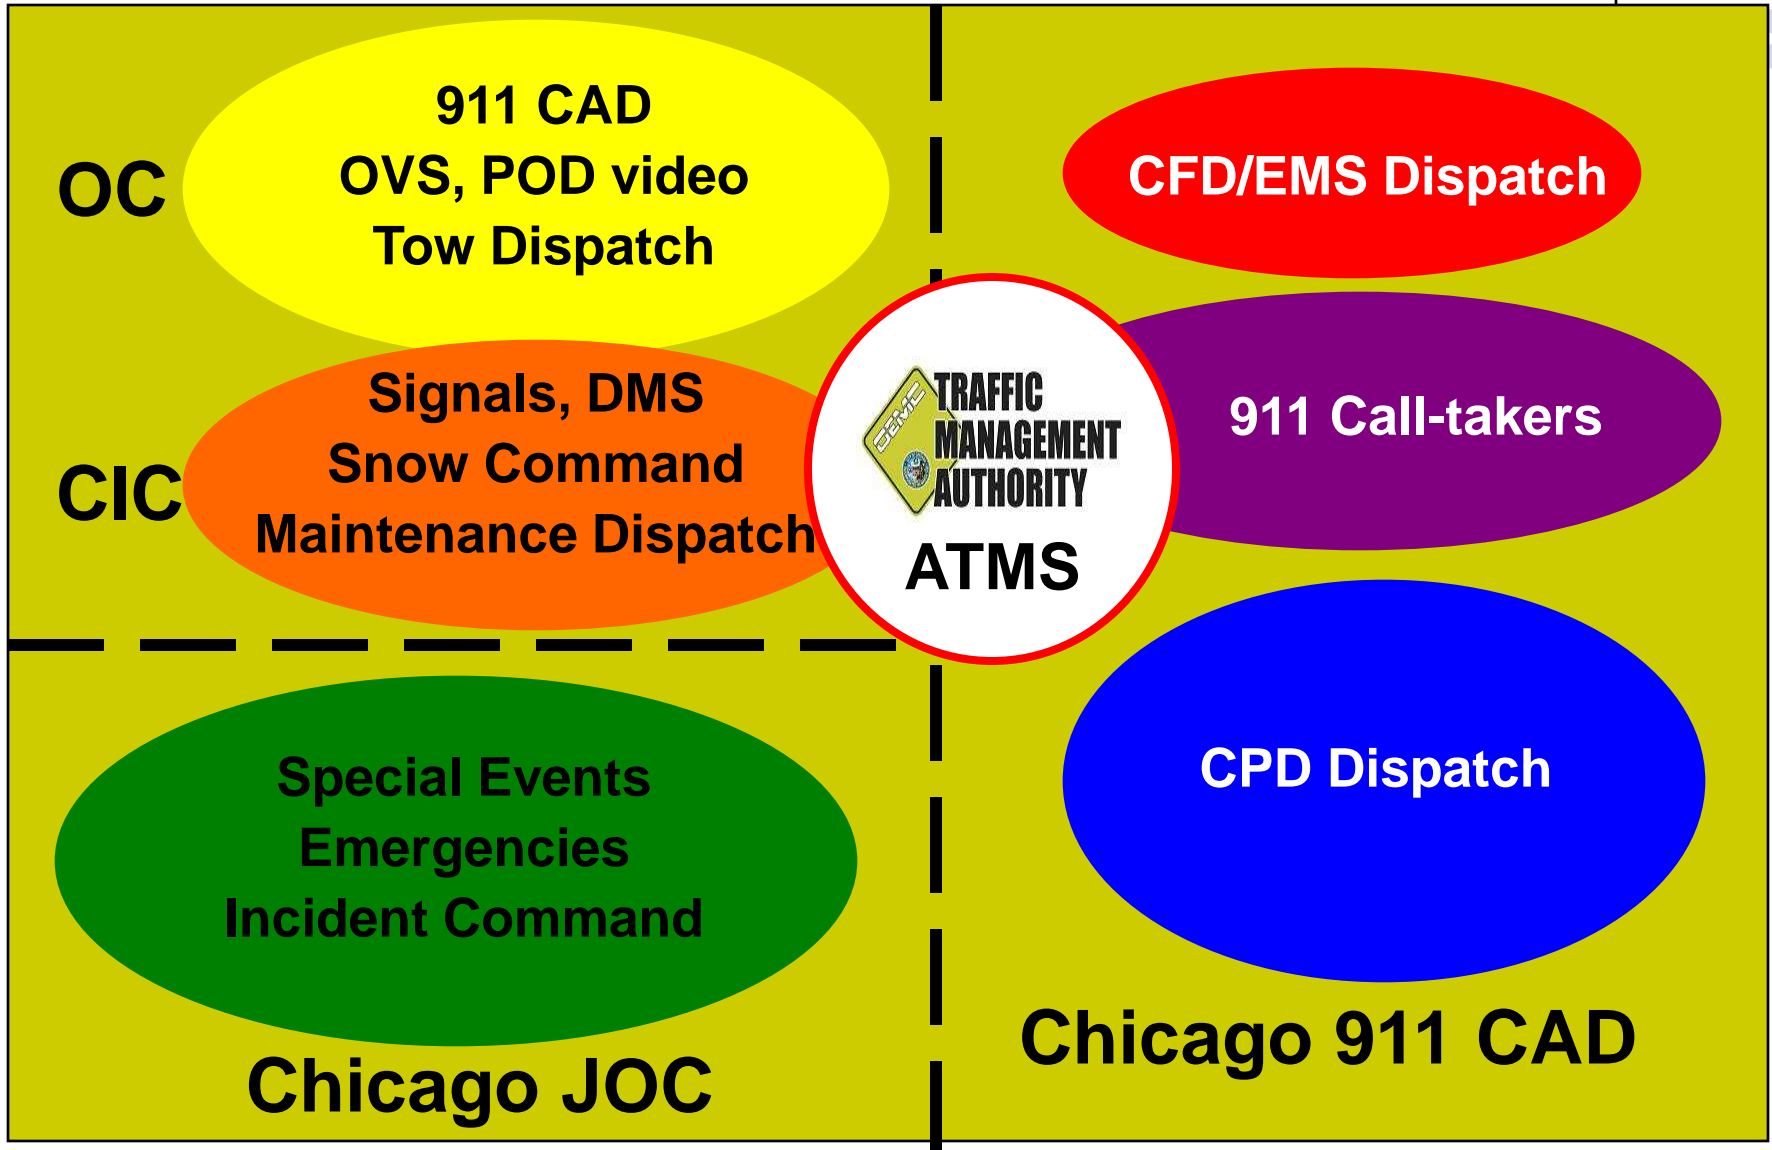 OC
911 CAD
OVS, POD video
Tow Dispatch
CIC
Signals, DMS
Snow Command
Maintenance Dispatch
Special Events
Emergencies
Incident Command
Chicago JOC
OEMC
TRAFFIC
MANAGEMENT
AUTHORITY
ATMS
CFD/EMS Dispatch
911 Call-takers
CPD Dispatch
Chicago 911 CAD